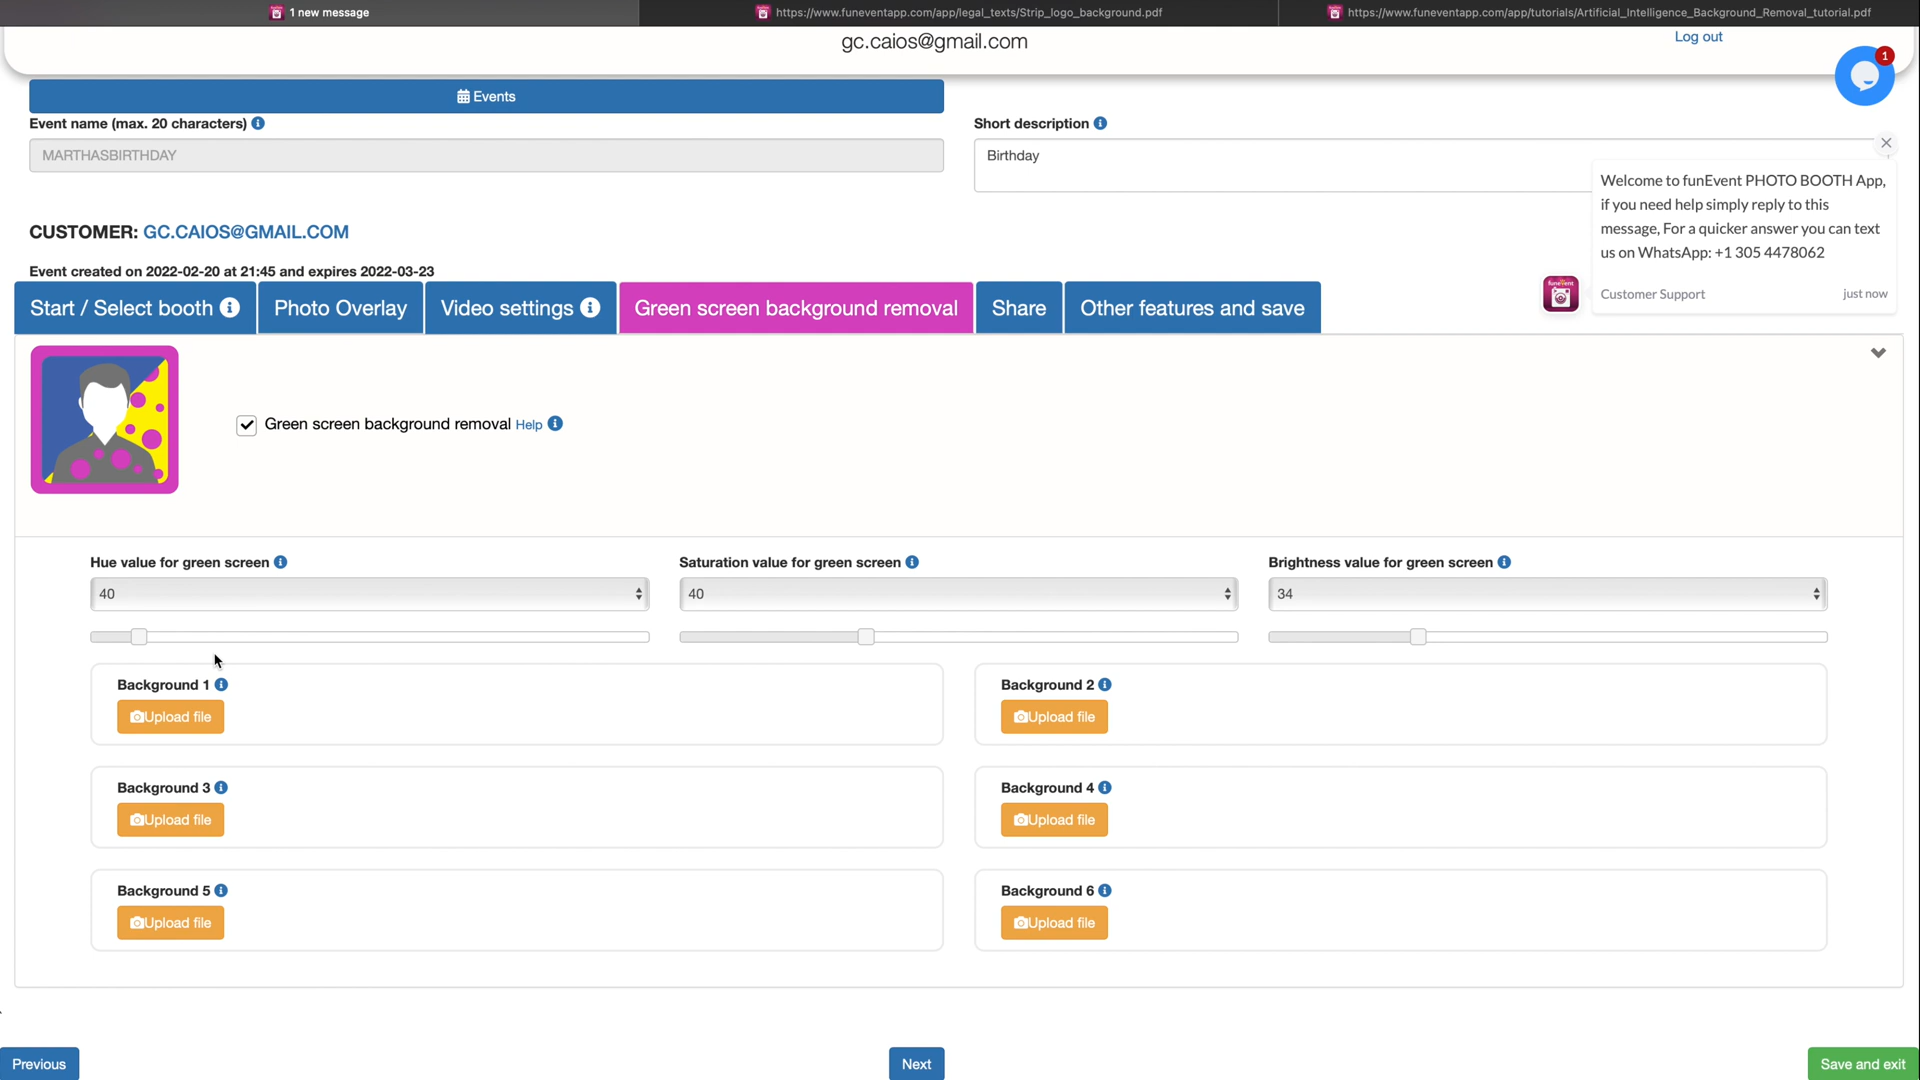 1 new message
https://www.funeventapp.com/app/legal_texts/Strip_logo_background.pdf
https://www.funeventapp.com/app/tutorials/Artificial_Intelligence_Background_Removal_tutorial.pdf
gc.caios@gmail.com
Log out
1
Events
Event name (max. 20 characters)
Short description
MARTHASBIRTHDAY
Birthday
Welcome to funEvent PHOTO BOOTH App,
if you need help simply reply to this
message, For a quicker answer you can text
us on WhatsApp: +1 305 4478062
Customer Support
just now
funEvent
CUSTOMER: GC.CAIOS@GMAIL.COM
Event created on 2022-02-20 at 21:45 and expires 2022-03-23
Start / Select booth
Photo Overlay
Video settings
Green screen background removal
Share
Other features and save
Green screen background removal Help
Hue value for green screen
Saturation value for green screen
Brightness value for green screen
40
40
34
Background 1
Upload file
Background 2
Upload file
Background 3
Upload file
Background 4
Upload file
Background 5
Upload file
Background 6
Upload file
Previous
Next
Save and exit